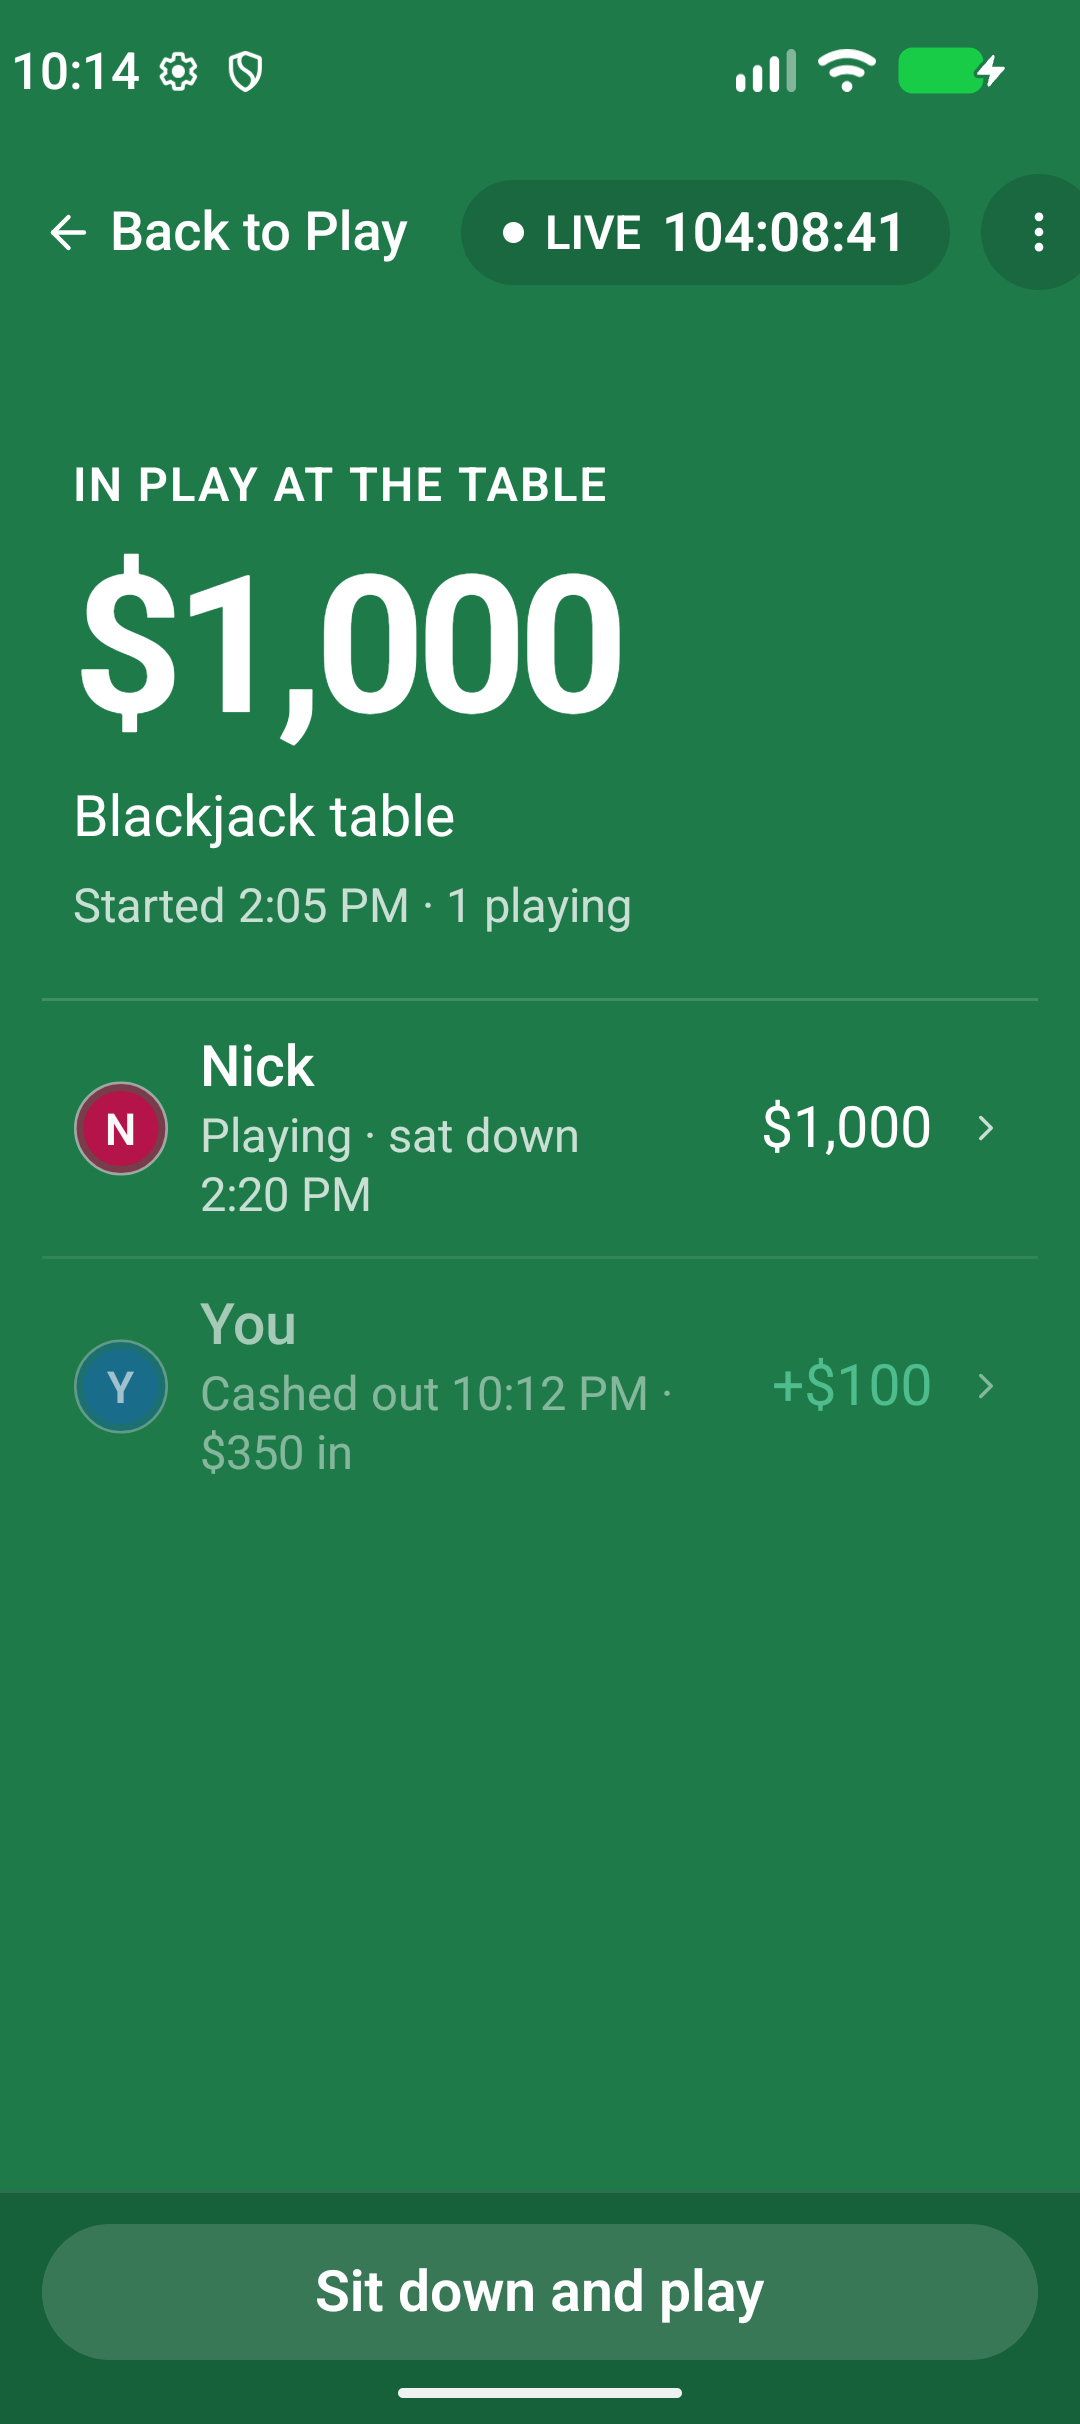 10:14
Back to Play
LIVE 104:08:41
IN PLAY AT THE TABLE
$1,000
Blackjack table
Started 2:05 PM · 1 playing
N
Nick
Playing · sat down
2:20 PM
$1,000
Y
You
Cashed out 10:12 PM ·
$350 in
+$100
Sit down and play